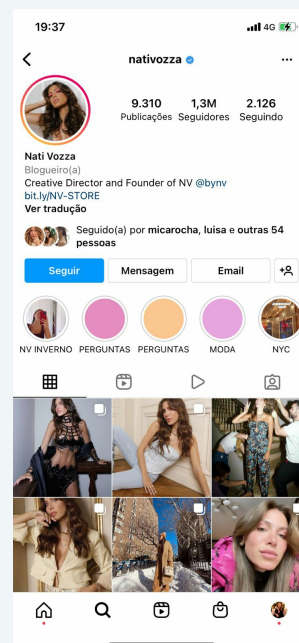 19:37
4G
nativozza
9.310 1,3M 2.126
Publicações Seguidores Seguindo
Nati Vozza
Blogueiro(a)
Creative Director and Founder of NV @bynv
bit.ly/NV-STORE
Ver tradução
Seguido(a) por micarocha, luisa e outras 54
pessoas
Seguir Mensagem Email
NV INVERNO PERGUNTAS PERGUNTAS MODA NYC